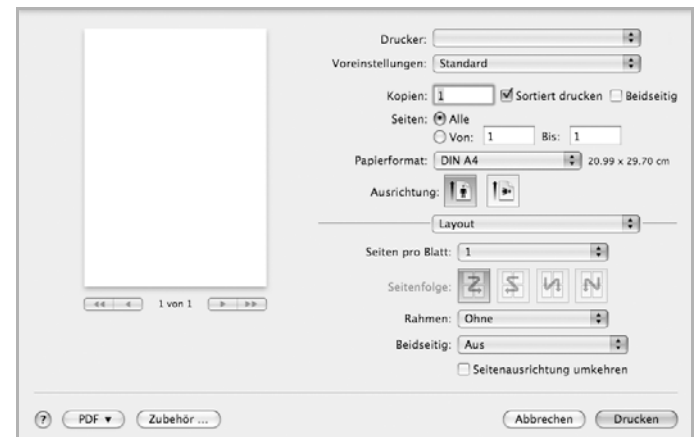 Drucker:
Voreinstellungen: Standard
Kopien: 1 Sortiert drucken Beidseitig
Seiten: Alle
Von: 1 Bis: 1
Papierformat: DIN A4 20.99 x 29.70 cm
Ausrichtung:
Layout
Seiten pro Blatt: 1
Seitenfolge:
Rahmen: Ohne
Beidseitig: Aus
Seitenausrichtung umkehren
1 von 1
? PDF ▼ Zubehör ... Abbrechen Drucken